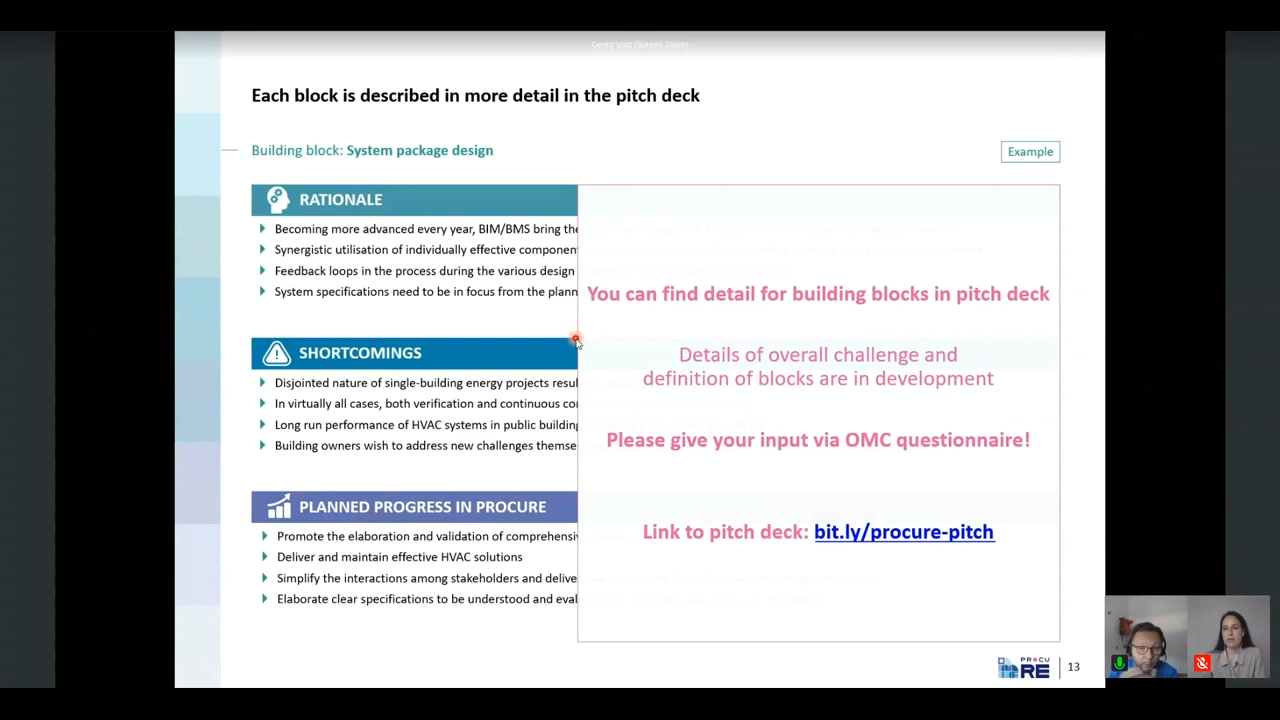 Georg Vogt (Screen Share)
Each block is described in more detail in the pitch deck
Building block: System package design
Example
RATIONALE
Becoming more advanced every year, BIM/BMS bring the
Synergistic utilisation of individually effective componen
Feedback loops in the process during the various design
System specifications need to be in focus from the plann
SHORTCOMINGS
Disjointed nature of single-building energy projects resul
In virtually all cases, both verification and continuous co
Long run performance of HVAC systems in public building
Building owners wish to address new challenges themse
PLANNED PROGRESS IN PROCURE
Promote the elaboration and validation of comprehensi
Deliver and maintain effective HVAC solutions
Simplify the interactions among stakeholders and delive
Elaborate clear specifications to be understood and eval
You can find detail for building blocks in pitch deck
Details of overall challenge and
definition of blocks are in development
Please give your input via OMC questionnaire!
Link to pitch deck: bit.ly/procure-pitch
PROCU
RE
13